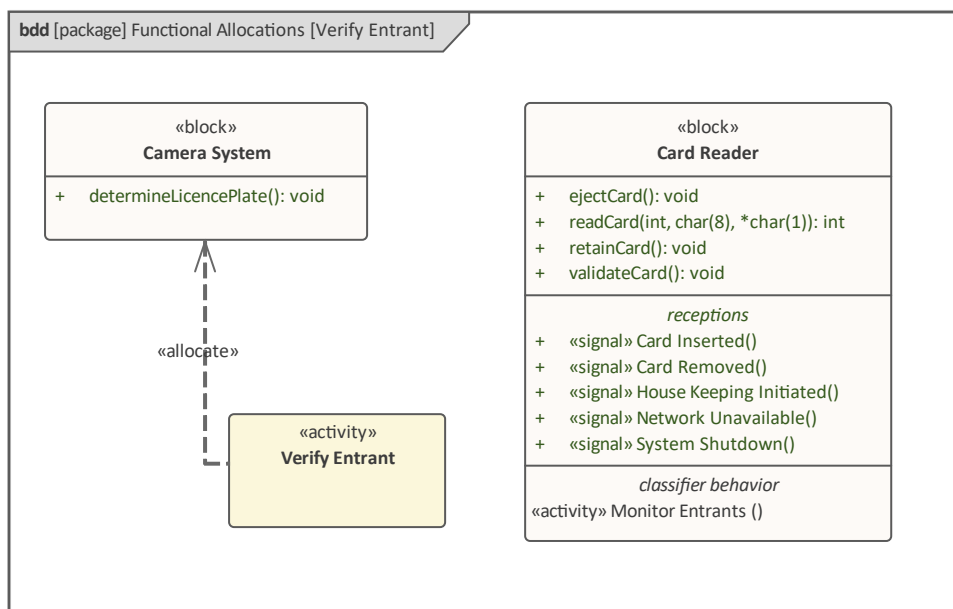 bdd [package] Functional Allocations [Verify Entrant]
«block»
Camera System
+ determineLicencePlate(): void
«block»
Card Reader
+ ejectCard(): void
+ readCard(int, char(8), *char(1)): int
+ retainCard(): void
+ validateCard(): void
receptions
+ «signal» Card Inserted()
+ «signal» Card Removed()
+ «signal» House Keeping Initiated()
+ «signal» Network Unavailable()
+ «signal» System Shutdown()
classifier behavior
«activity» Monitor Entrants ()
«allocate»
«activity»
Verify Entrant